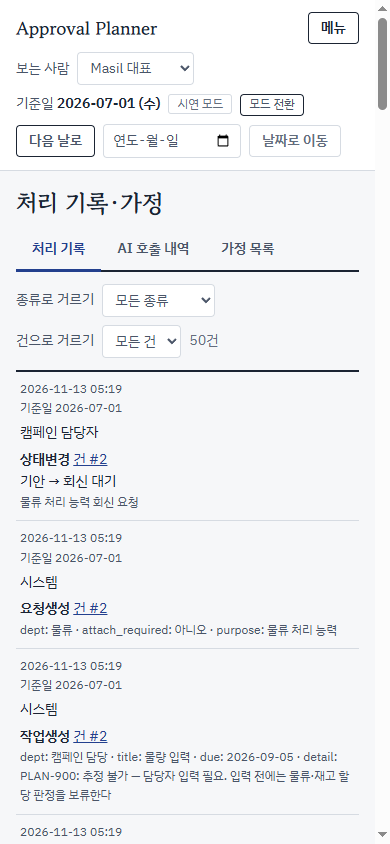 Approval Planner
메뉴
보는 사람 Masil 대표
기준일 2026-07-01 (수) 시연 모드 모드 전환
다음 날로 연도-월-일 날짜로 이동
처리 기록·가정
처리 기록 AI 호출 내역 가정 목록
종류로 거르기 모든 종류
건으로 거르기 모든 건 50건
2026-11-13 05:19
기준일 2026-07-01
캠페인 담당자
상태변경 건 #2
기안 → 회신 대기
물류 처리 능력 회신 요청
2026-11-13 05:19
기준일 2026-07-01
시스템
요청생성 건 #2
dept: 물류 · attach_required: 아니오 · purpose: 물류 처리 능력
2026-11-13 05:19
기준일 2026-07-01
시스템
작업생성 건 #2
dept: 캠페인 담당 · title: 물량 입력 · due: 2026-09-05 · detail:
PLAN-900: 추정 불가 — 담당자 입력 필요. 입력 전에는 물류·재고 할
당 판정을 보류한다
2026-11-13 05:19